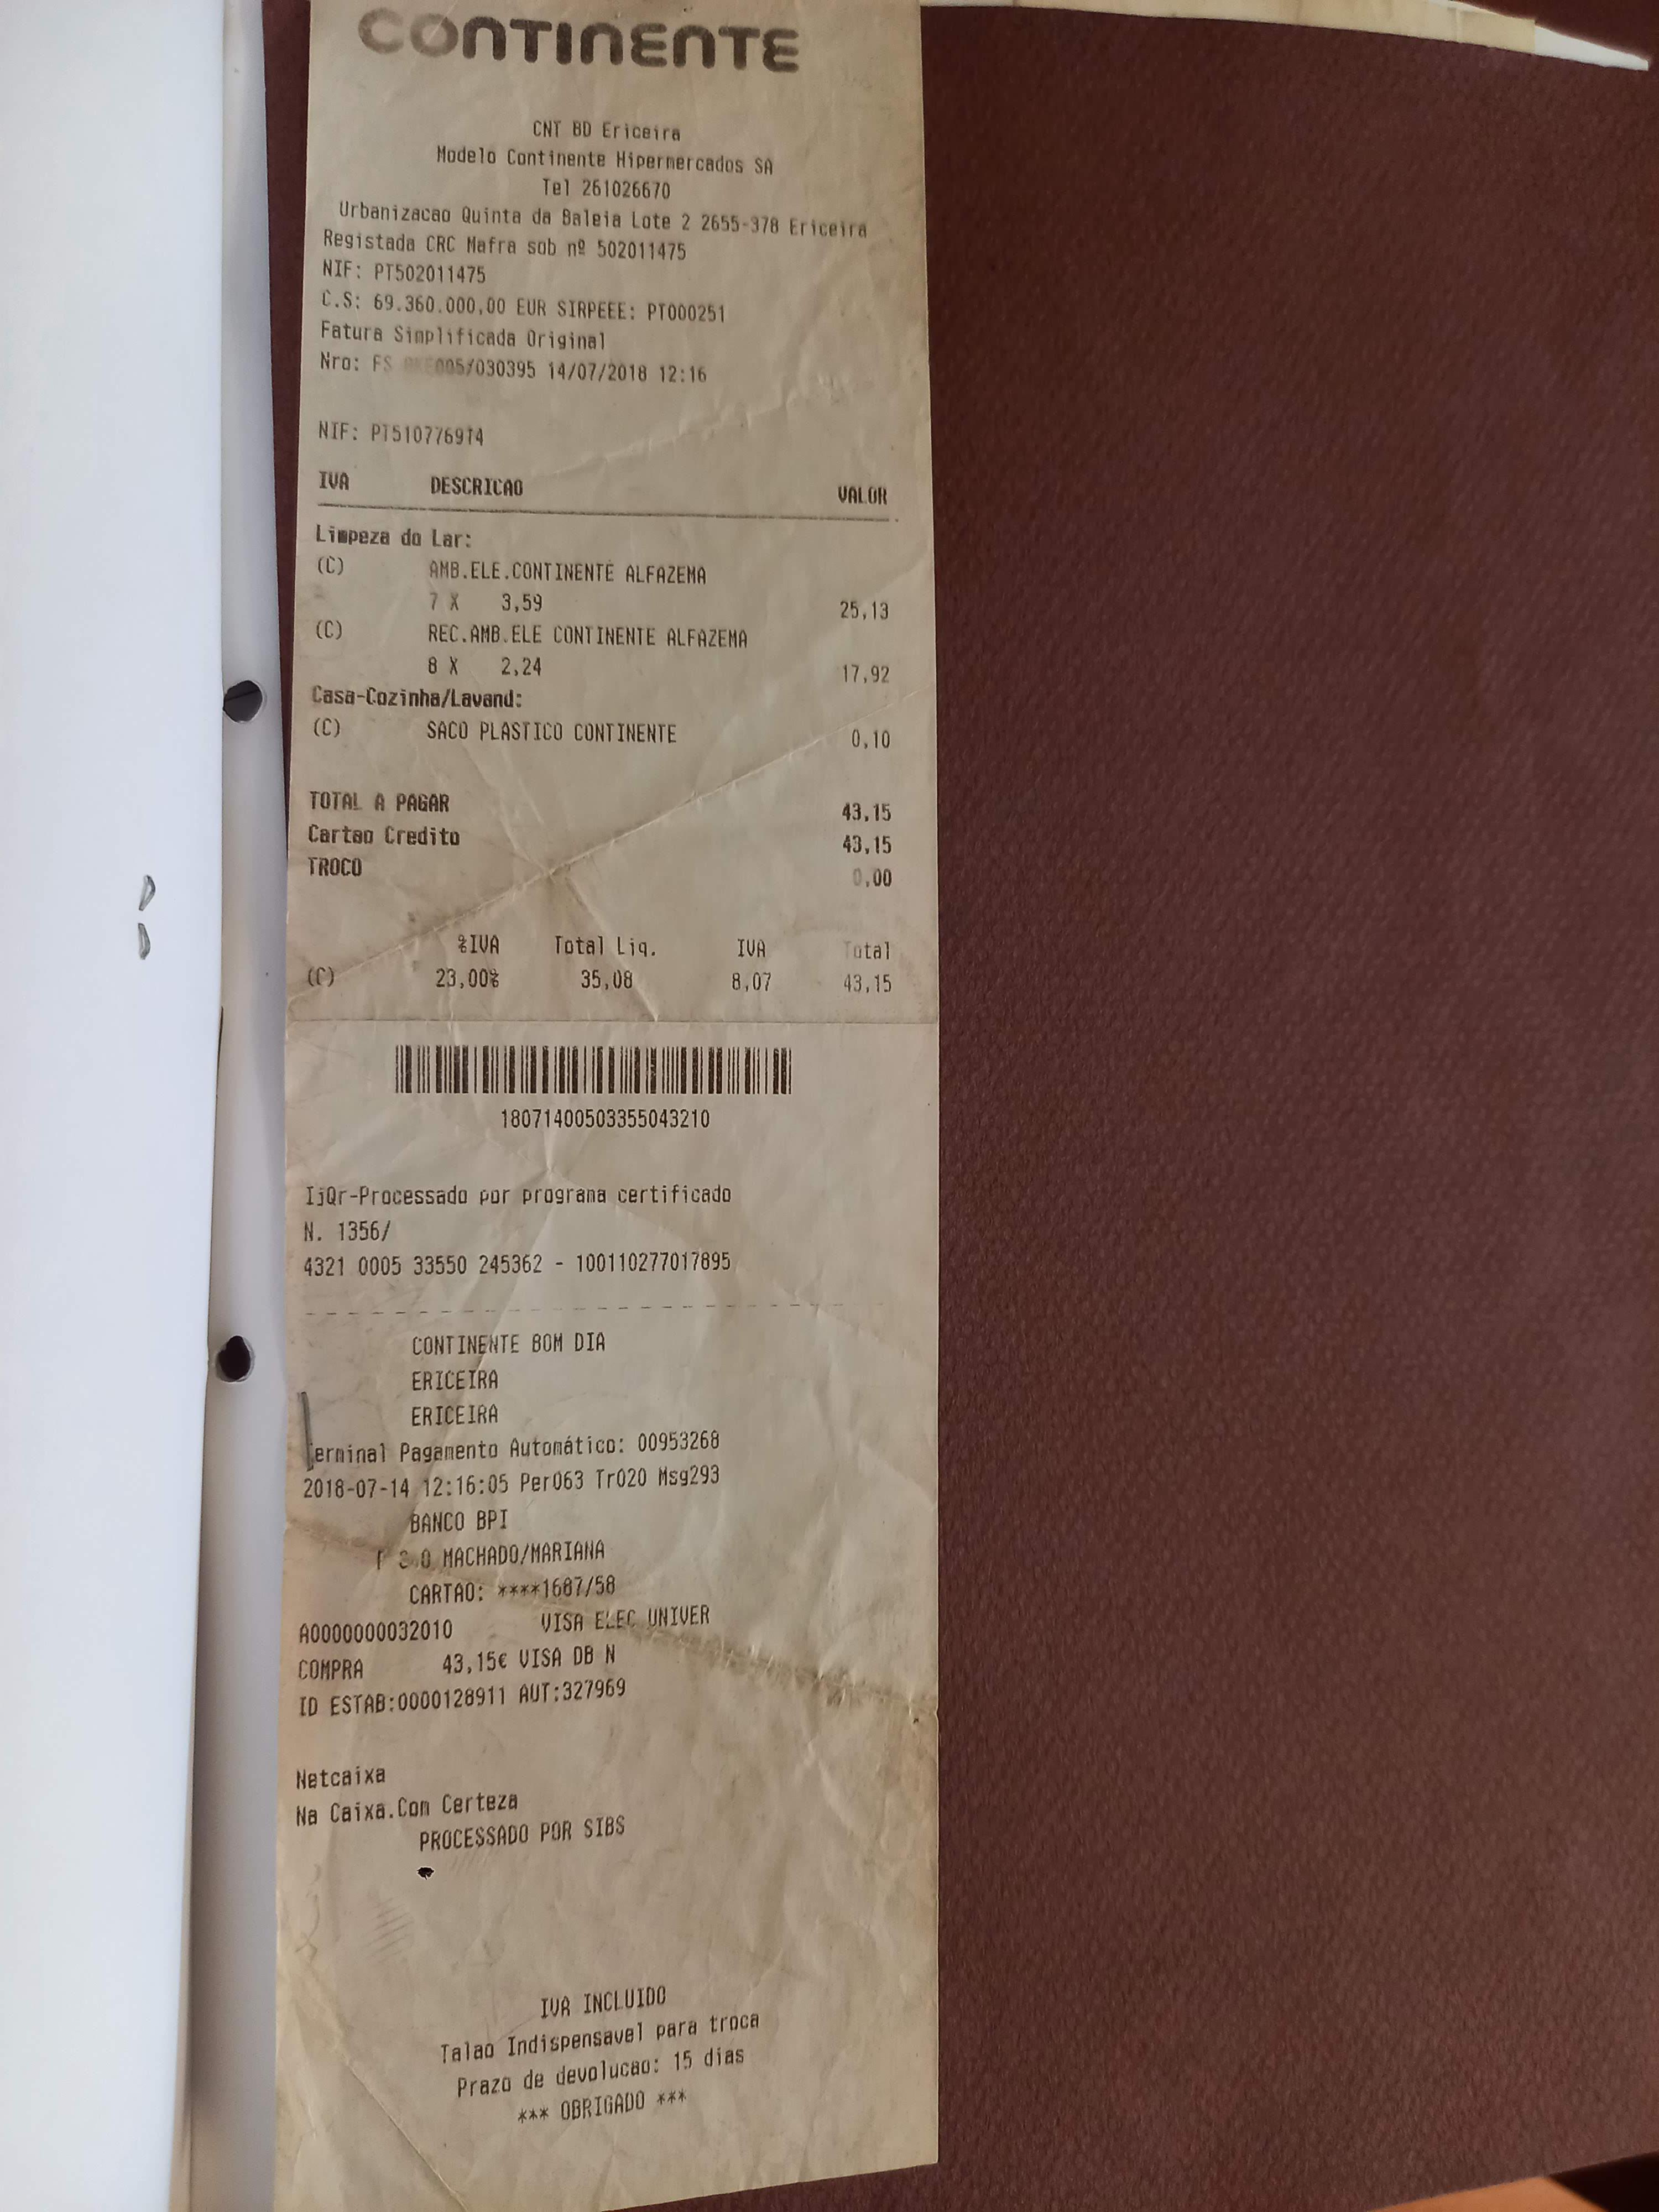 CONTINENTE
CNT BD Ericeira
Modelo Continente Hipermercados SA
Tel 261026670
Urbanizacao Quinta da Baleia Lote 2 2655-378 Ericeira
Registada CRC Mafra sob nº 502011475
NIF: PT502011475
C.S: 69.360.000,00 EUR SIRPEEE: PT000251
Fatura Simplificada Original
Nro: FS 14/07/2018 12:16
NIF: PT510776974
IVA DESCRICAO VALOR
Limpeza do Lar:
(C) AMB.ELE.CONTINENTE ALFAZEMA
7 X 3,59 25,13
(C) REC.AMB.ELE CONTINENTE ALFAZEMA
8 X 2,24 17,92
Casa-Cozinha/Lavand:
(C) SACO PLASTICO CONTINENTE 0,10
TOTAL A PAGAR 43,15
Cartao Credito 43,15
TROCO 0,00
%IVA Total Liq. IVA Total
(C) 23,00% 35,08 8,07 43,15
18071400503355043210
IjQr-Processado por programa certificado
N. 1356/
4321 0005 33550 245362 - 100110277017895
CONTINENTE BOM DIA
ERICEIRA
ERICEIRA
Terminal Pagamento Automático: 00953268
2018-07-14 12:16:05 Per063 Tr020 Msg293
BANCO BPI
MACHADO/MARIANA
CARTAO: ****1687/58
A0000000032010 VISA ELEC UNIVER
COMPRA 43,15€ VISA DB N
ID ESTAB:0000128911 AUT:327969
Netcaixa
Na Caixa.Com Certeza
PROCESSADO POR SIBS
IVA INCLUIDO
Talao Indispensavel para troca
Prazo de devolucao: 15 dias
*** OBRIGADO ***